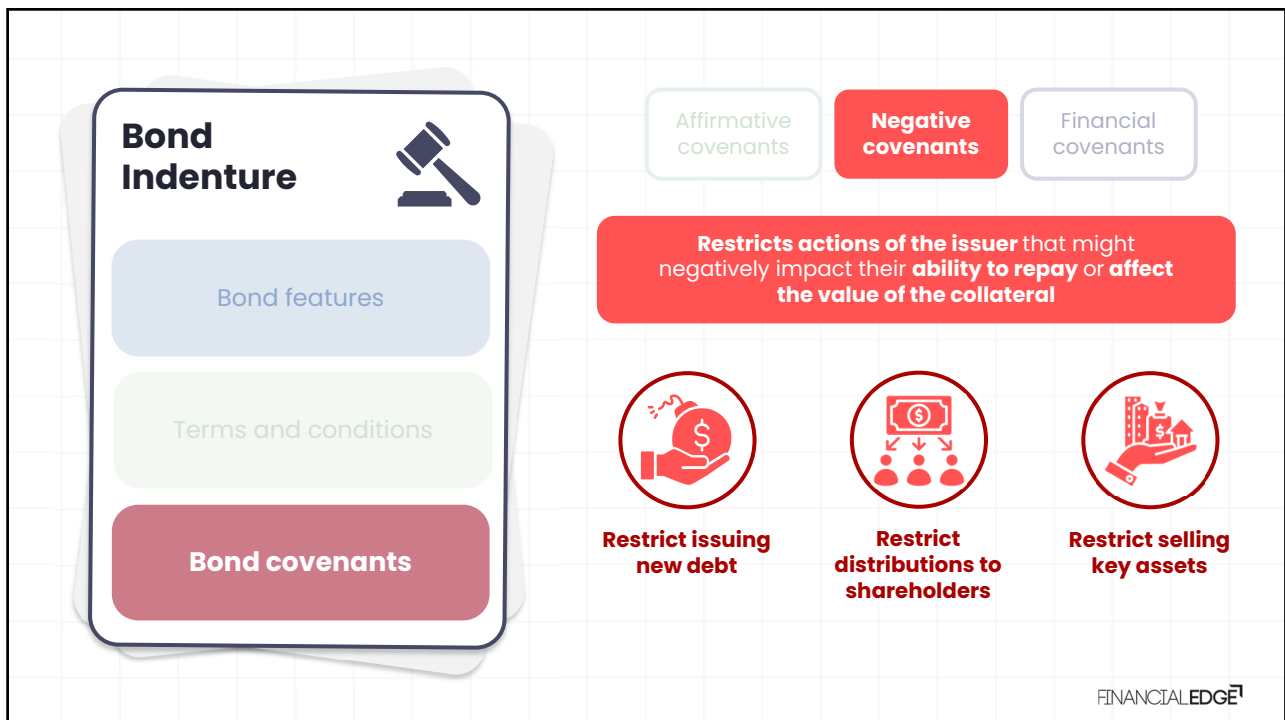 Bond
Indenture
Bond features
Terms and conditions
Bond covenants
Affirmative
covenants
Negative
covenants
Financial
covenants
Restricts actions of the issuer that might
negatively impact their ability to repay or affect
the value of the collateral
$
Restrict issuing
new debt
$
Restrict
distributions to
shareholders
$
Restrict selling
key assets
FINANCIALEDGE